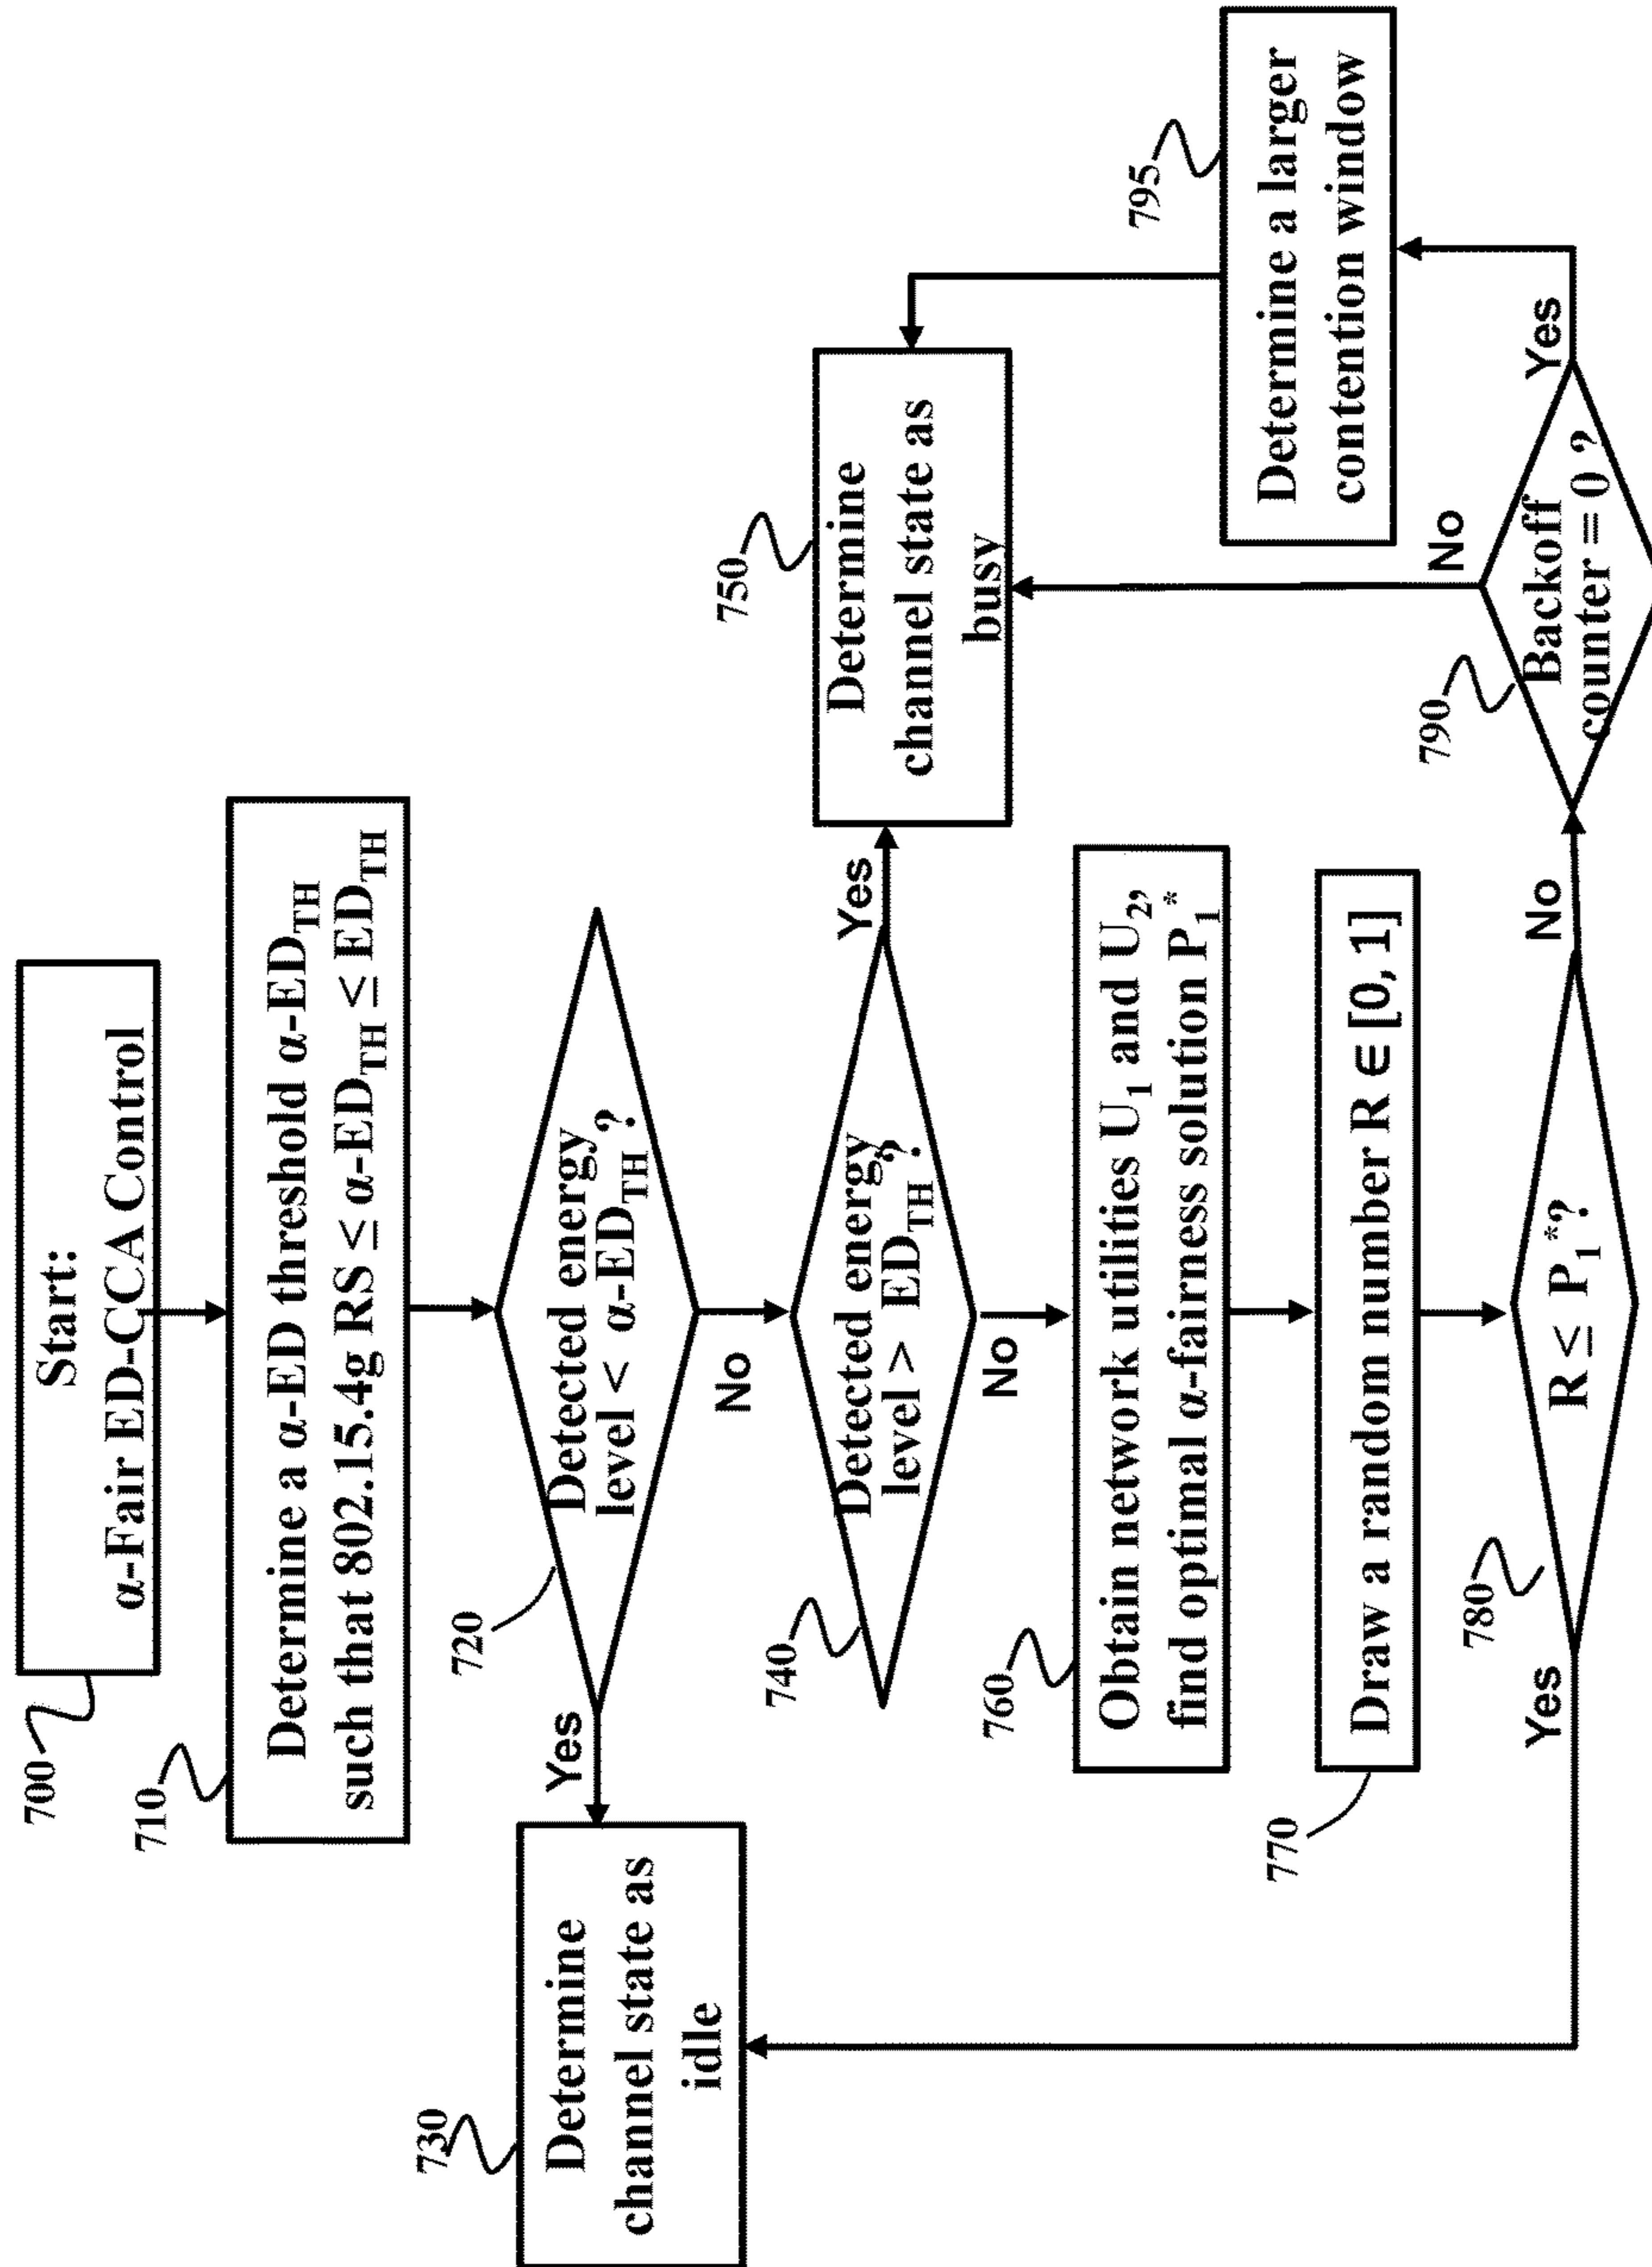 Start:
α-Fair ED-CCA Control
700
710
Determine a α-ED threshold α-ED_TH
such that 802.15.4g RS ≤ α-ED_TH ≤ ED_TH
720
Detected energy
level < α-ED_TH ?
Yes
No
730
Determine
channel state as
idle
740
Detected energy
level > ED_TH ?
Yes
No
750
Determine
channel state as
busy
760
Obtain network utilities U_1 and U_2,
find optimal α-fairness solution P_1^*
770
Draw a random number R ∈ [0, 1]
780
R ≤ P_1^*?
Yes
No
790
Backoff
counter = 0 ?
No
Yes
795
Determine a larger
contention window